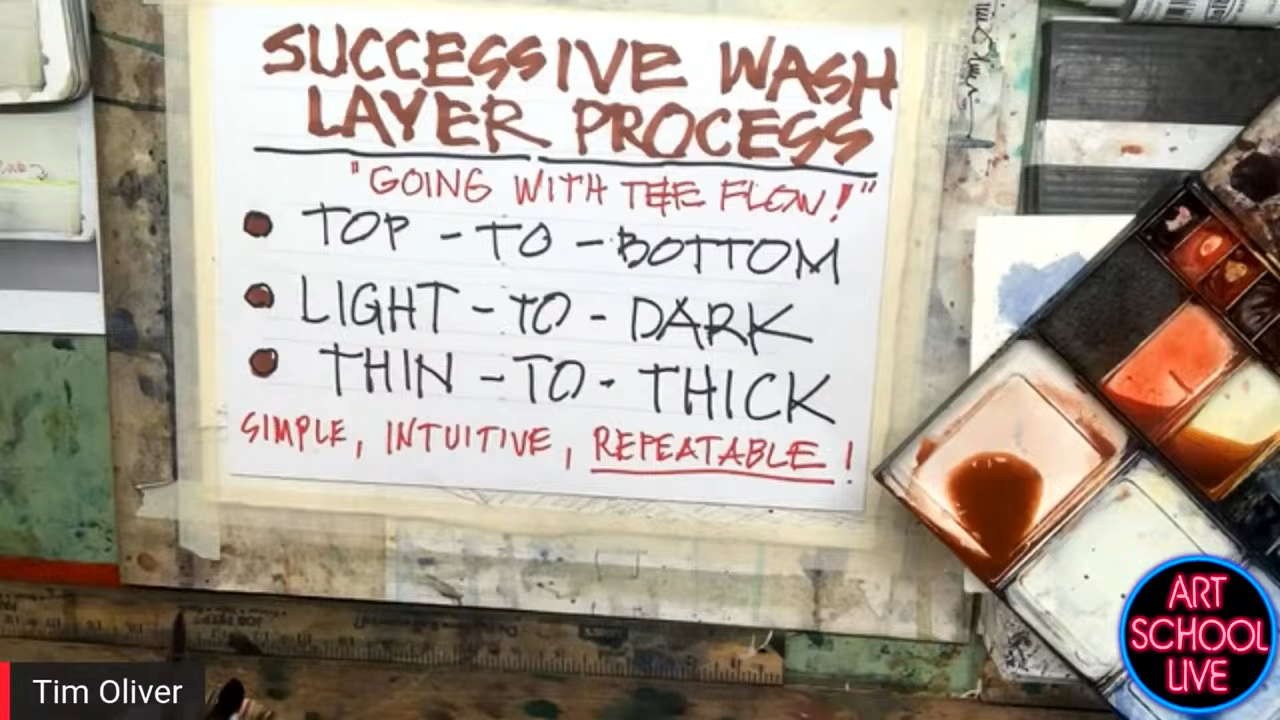 SUCCESSIVE WASH
LAYER PROCESS
"GOING WITH THE FLOW!"
TOP-TO-BOTTOM
LIGHT-TO-DARK
THIN-TO-THICK
SIMPLE, INTUITIVE, REPEATABLE!
ART
SCHOOL
LIVE
Tim Oliver